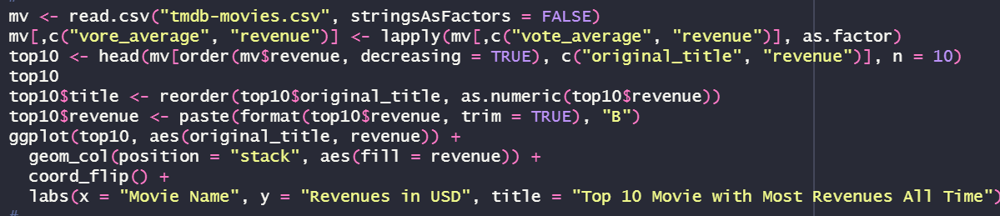 mv <- read.csv("tmdb-movies.csv", stringsAsFactors = FALSE)
mv[,c("vore_average", "revenue")] <- lapply(mv[,c("vote_average", "revenue")], as.factor)
top10 <- head(mv[order(mv$revenue, decreasing = TRUE), c("original_title", "revenue")], n = 10)
top10
top10$title <- reorder(top10$original_title, as.numeric(top10$revenue))
top10$revenue <- paste(format(top10$revenue, trim = TRUE), "B")
ggplot(top10, aes(original_title, revenue)) +
  geom_col(position = "stack", aes(fill = revenue)) +
  coord_flip() +
  labs(x = "Movie Name", y = "Revenues in USD", title = "Top 10 Movie with Most Revenues All Time")
#